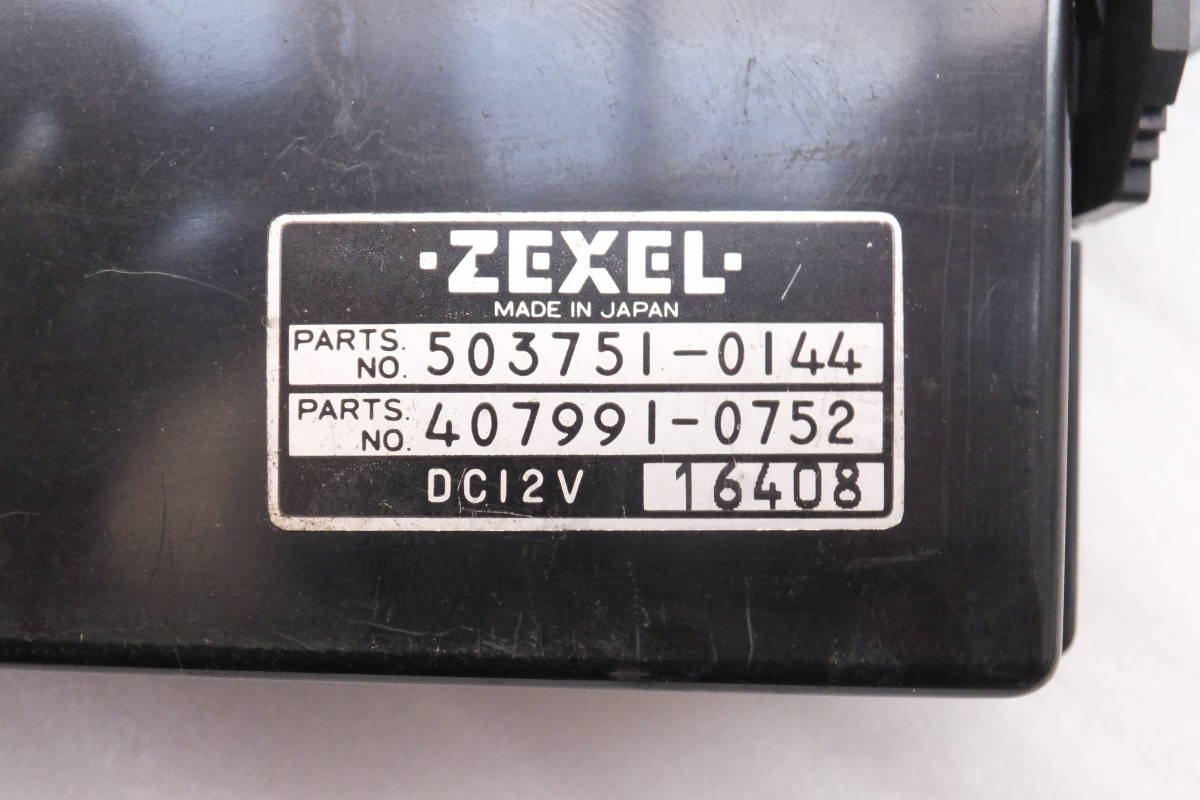 ·ZEXEL·
MADE IN JAPAN
PARTS. NO. 503751-0144
PARTS. NO. 407991-0752
DC12V 16408